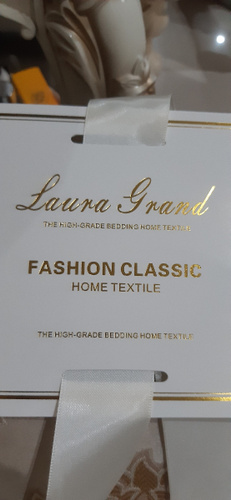 Laura Grand
THE HIGH-GRADE BEDDING HOME TEXTILE
FASHION CLASSIC
HOME TEXTILE
THE HIGH-GRADE BEDDING HOME TEXTILE